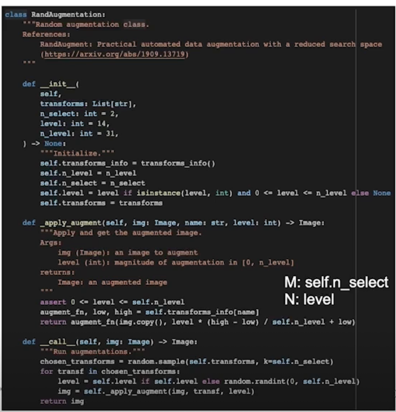 class RandAugmentation:
"""Random augmentation class.
References:
RandAugment: Practical automated data augmentation with a reduced search space
(https://arxiv.org/abs/1909.13719)
"""
def __init__(
self,
transforms: List[str],
n_select: int = 2,
level: int = 14,
n_level: int = 31,
) -> None:
"""Initialize."""
self.transforms_info = transforms_info()
self.n_level = n_level
self.n_select = n_select
self.level = level if isinstance(level, int) and 0 <= level <= n_level else None
self.transforms = transforms
def _apply_augment(self, img: Image, name: str, level: int) -> Image:
"""Apply and get the augmented image.
Args:
img (Image): an image to augment
level (int): magnitude of augmentation in [0, n_level]
returns:
Image: an augmented image
"""
assert 0 <= level <= self.n_level
augment_fn, low, high = self.transforms_info[name]
return augment_fn(img.copy(), level * (high - low) / self.n_level + low)
M: self.n_select
N: level
def __call__(self, img: Image) -> Image:
"""Run augmentations."""
chosen_transforms = random.sample(self.transforms, k=self.n_select)
for transf in chosen_transforms:
level = self.level if self.level else random.randint(0, self.n_level)
img = self._apply_augment(img, transf, level)
return img